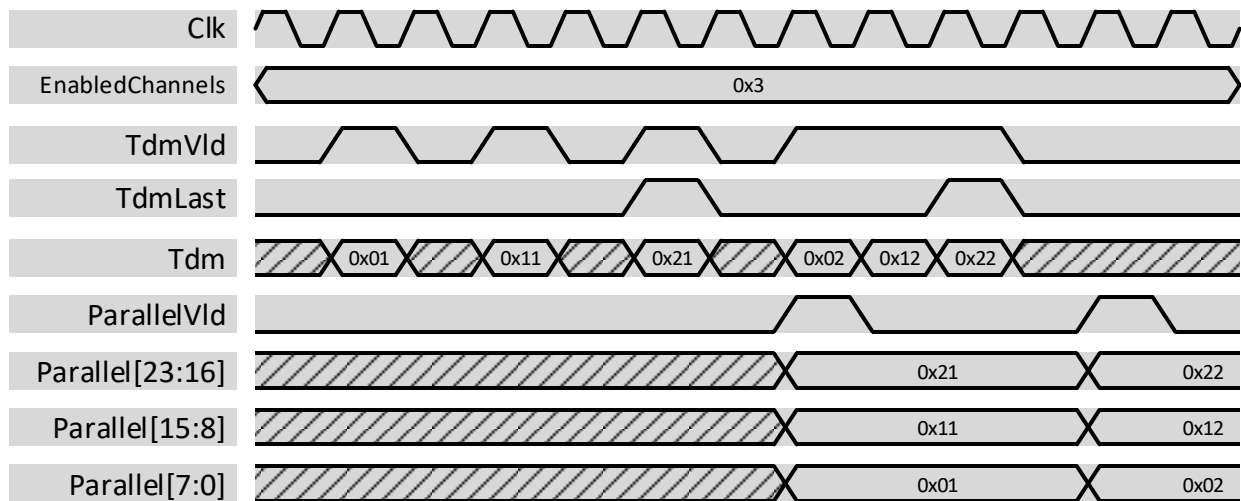 Clk
EnabledChannels 0x3
TdmVld
TdmLast
Tdm 0x01 0x11 0x21 0x02 0x12 0x22
ParallelVld
Parallel[23:16] 0x21 0x22
Parallel[15:8] 0x11 0x12
Parallel[7:0] 0x01 0x02